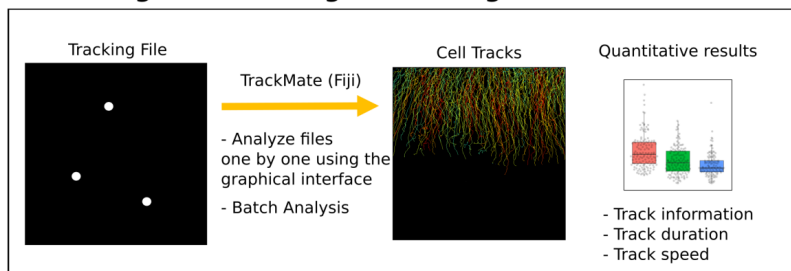 Tracking File
TrackMate (Fiji)
- Analyze files
one by one using the
graphical interface
- Batch Analysis
Cell Tracks
Quantitative results
- Track information
- Track duration
- Track speed